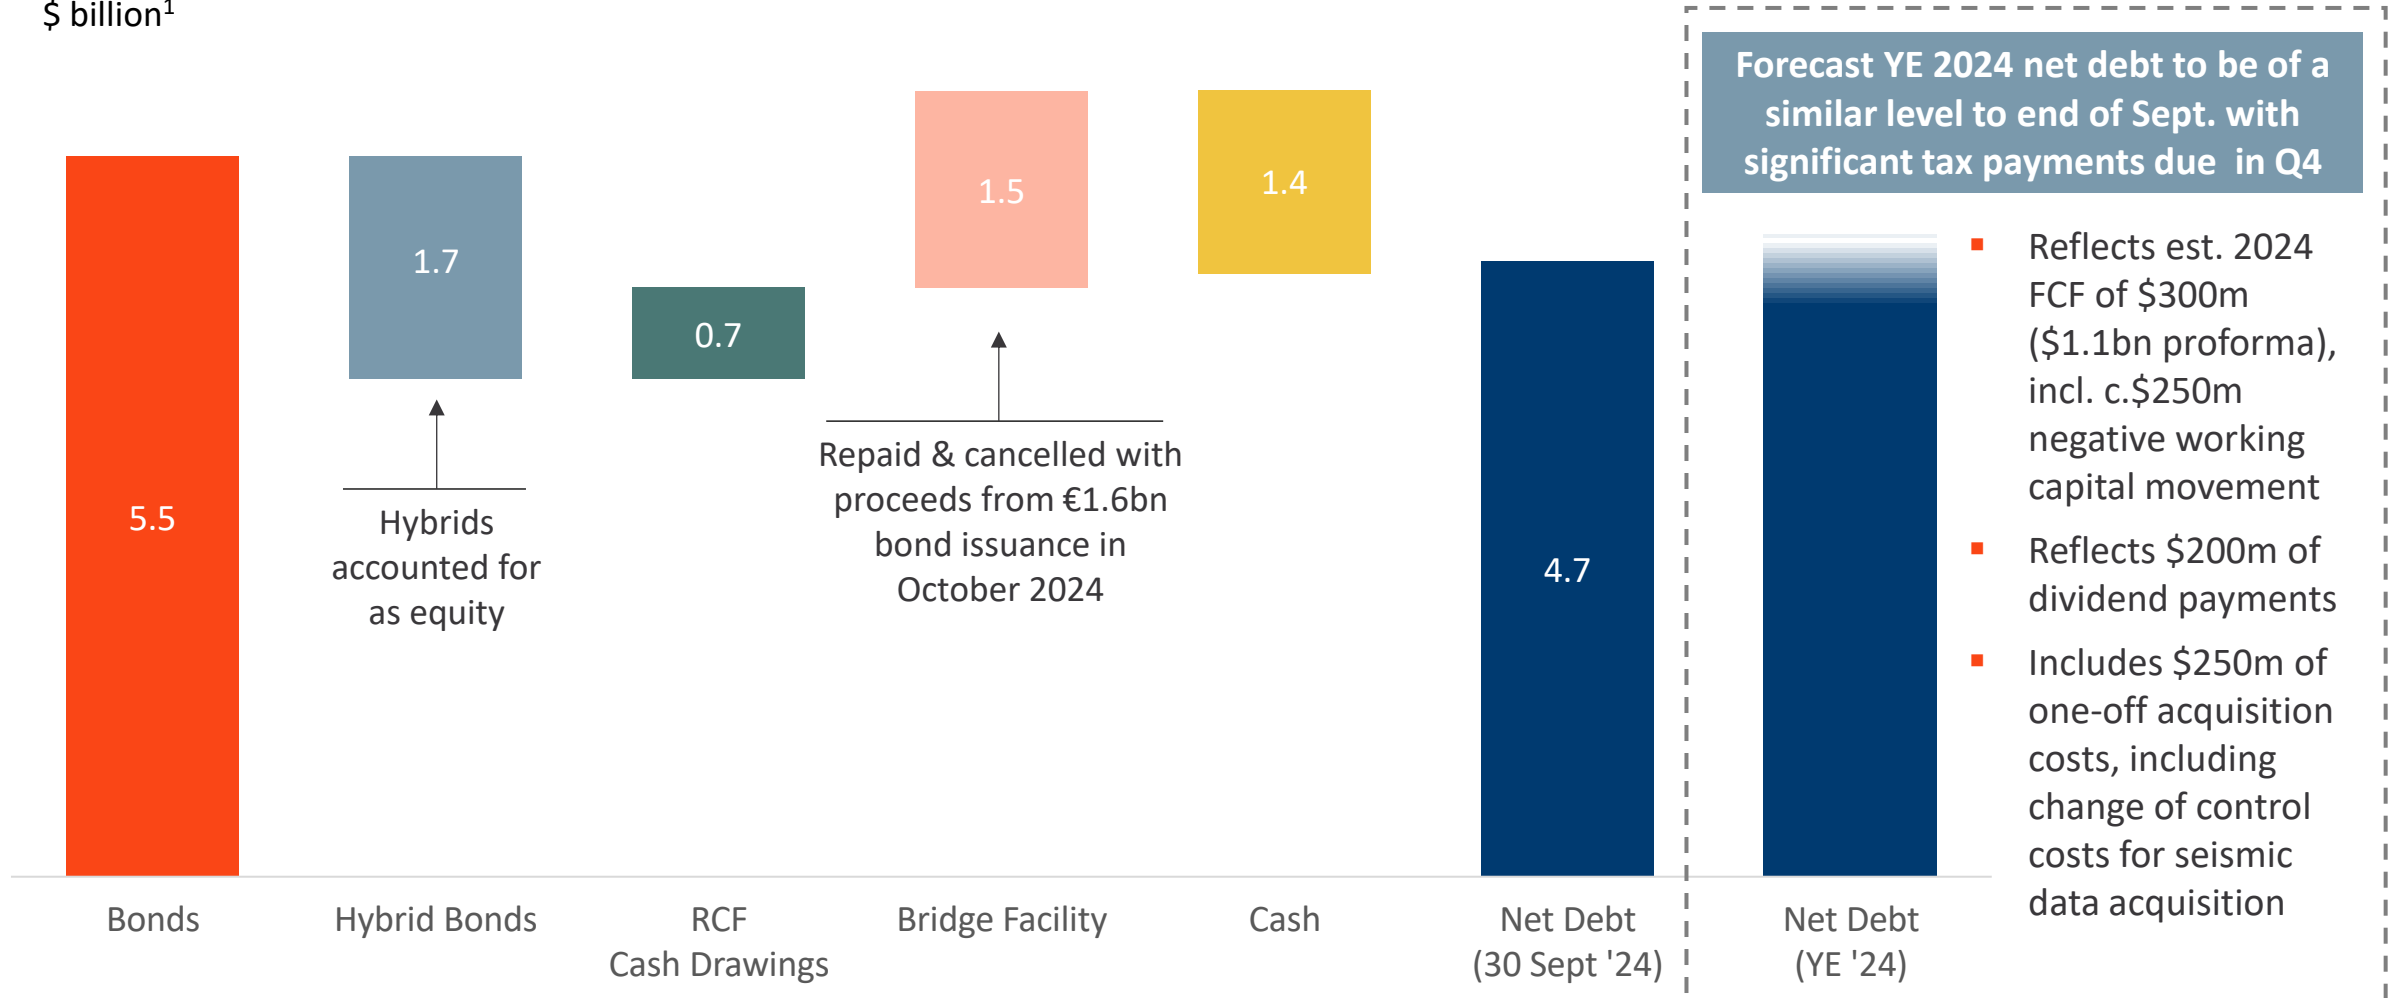 $ billion¹
5.5
1.7
0.7
1.5
1.4
4.7
Hybrids
accounted for
as equity
Repaid & cancelled with
proceeds from €1.6bn
bond issuance in
October 2024
Bonds
Hybrid Bonds
RCF
Cash Drawings
Bridge Facility
Cash
Net Debt
(30 Sept '24)
Net Debt
(YE '24)
Forecast YE 2024 net debt to be of a
similar level to end of Sept. with
significant tax payments due in Q4
▪ Reflects est. 2024
FCF of $300m
($1.1bn proforma),
incl. c.$250m
negative working
capital movement
▪ Reflects $200m of
dividend payments
▪ Includes $250m of
one-off acquisition
costs, including
change of control
costs for seismic
data acquisition